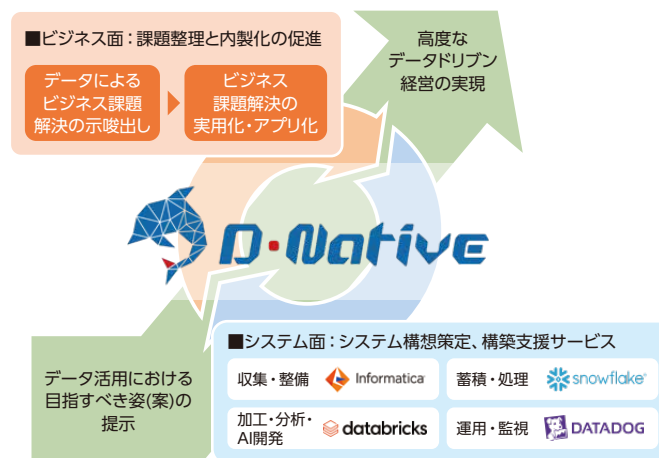 ■ビジネス面：課題整理と内製化の促進
データによる
ビジネス課題
解決の示唆出し
ビジネス
課題解決の
実用化・アプリ化
高度な
データドリブン
経営の実現
D・Native
データ活用における
目指すべき姿(案)の
提示
■システム面：システム構想策定、構築支援サービス
収集・整備
Informatica
蓄積・処理
snowflake®
加工・分析・
AI開発
databricks
運用・監視
DATADOG